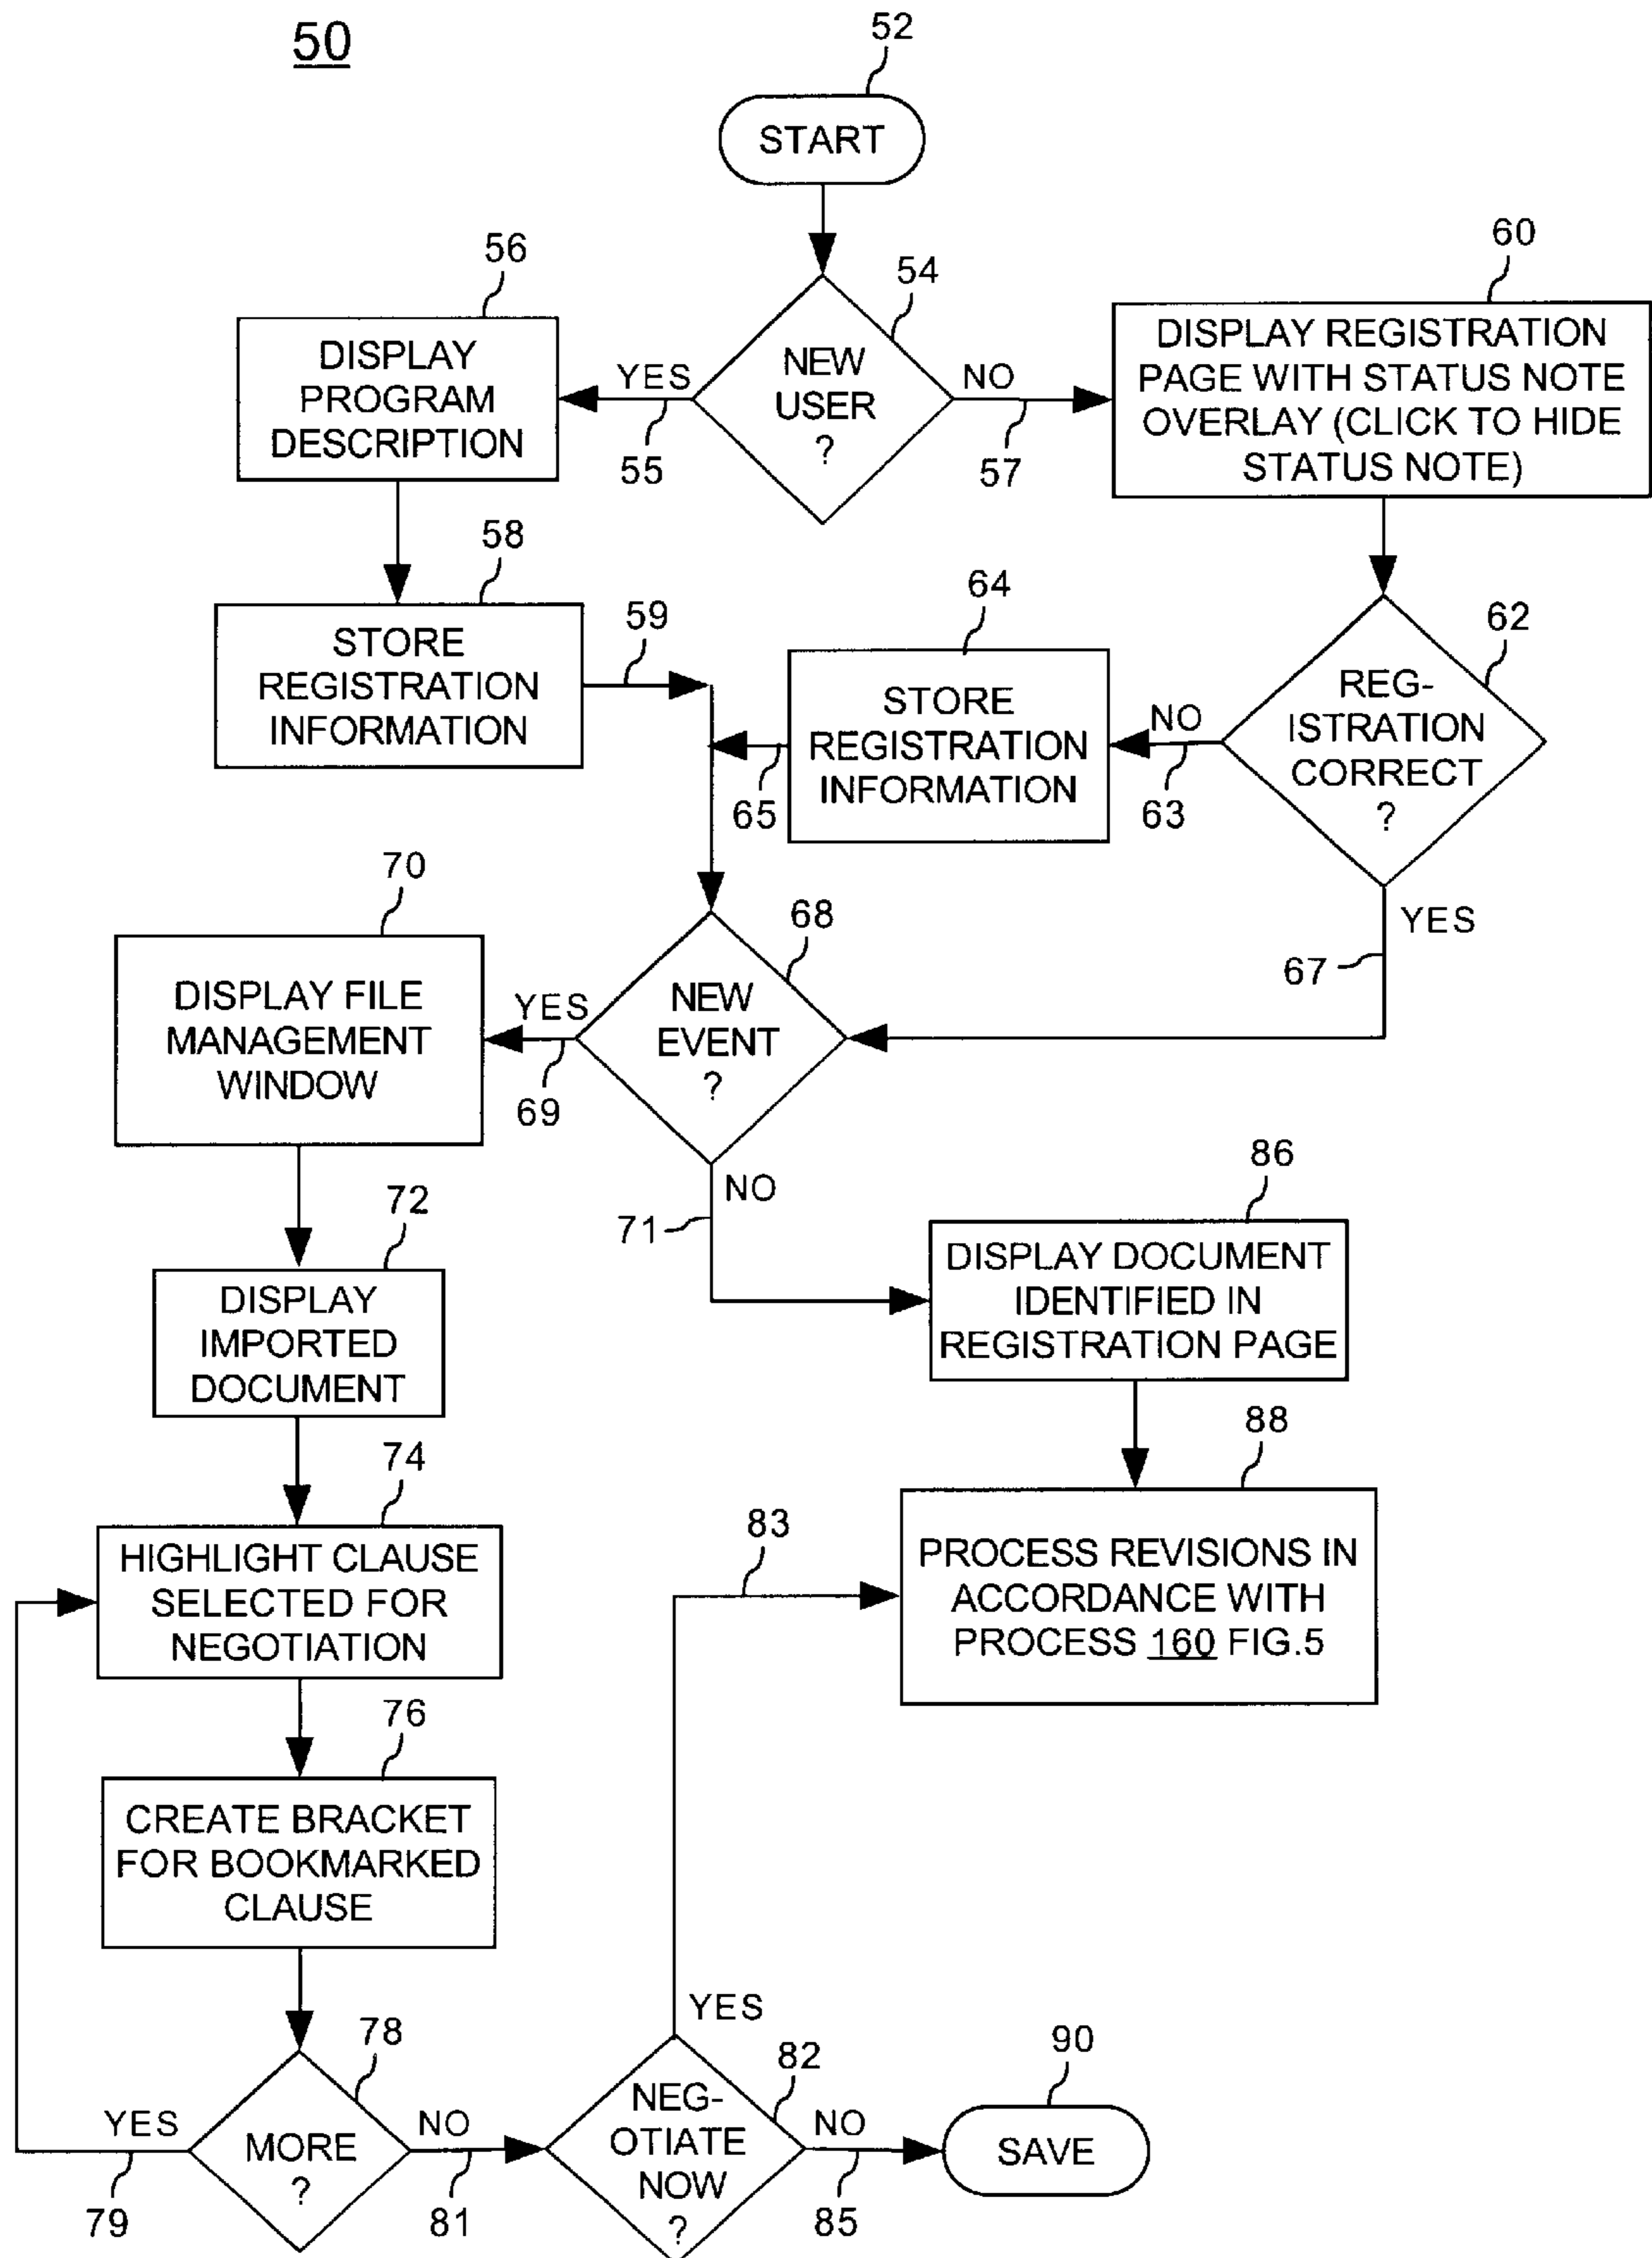 50
52
START
56
54
60
DISPLAY
PROGRAM
DESCRIPTION
YES
55
NEW
USER
?
NO
57
DISPLAY REGISTRATION
PAGE WITH STATUS NOTE
OVERLAY (CLICK TO HIDE
STATUS NOTE)
58
STORE
REGISTRATION
INFORMATION
59
64
STORE
REGISTRATION
INFORMATION
65
NO
63
62
REG-
ISTRATION
CORRECT
?
YES
67
70
DISPLAY FILE
MANAGEMENT
WINDOW
YES
69
68
NEW
EVENT
?
NO
71
72
DISPLAY
IMPORTED
DOCUMENT
86
DISPLAY DOCUMENT
IDENTIFIED IN
REGISTRATION PAGE
74
HIGHLIGHT CLAUSE
SELECTED FOR
NEGOTIATION
83
88
PROCESS REVISIONS IN
ACCORDANCE WITH
PROCESS 160 FIG.5
76
CREATE BRACKET
FOR BOOKMARKED
CLAUSE
78
YES
79
MORE
?
NO
81
YES
82
NEG-
OTIATE
NOW
?
NO
85
90
SAVE